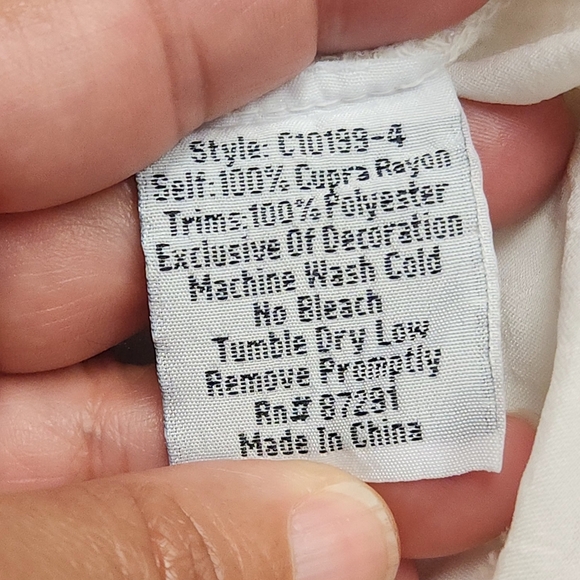 Style: C10199-4
Self:100% Cupra Rayon
Trims;100% Polyester
Exclusive Of Decoration
Machine Wash Cold
No Bleach
Tumble Dry Low
Remove Promptly
Rn# 87291
Made In China